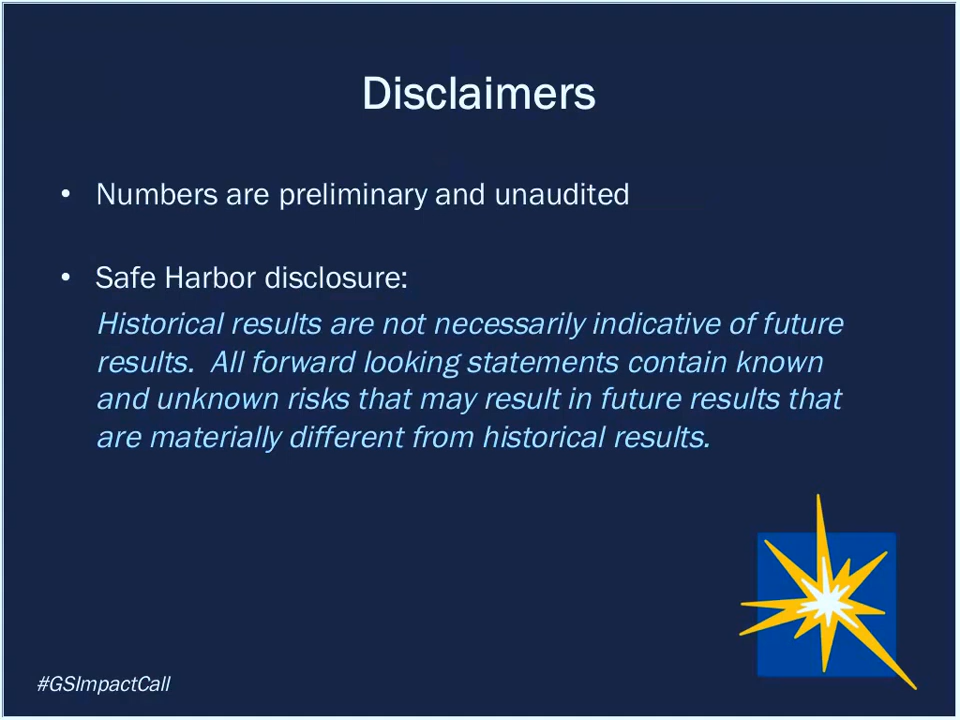 Disclaimers
• Numbers are preliminary and unaudited
• Safe Harbor disclosure:
Historical results are not necessarily indicative of future
results.  All forward looking statements contain known
and unknown risks that may result in future results that
are materially different from historical results.
#GSImpactCall